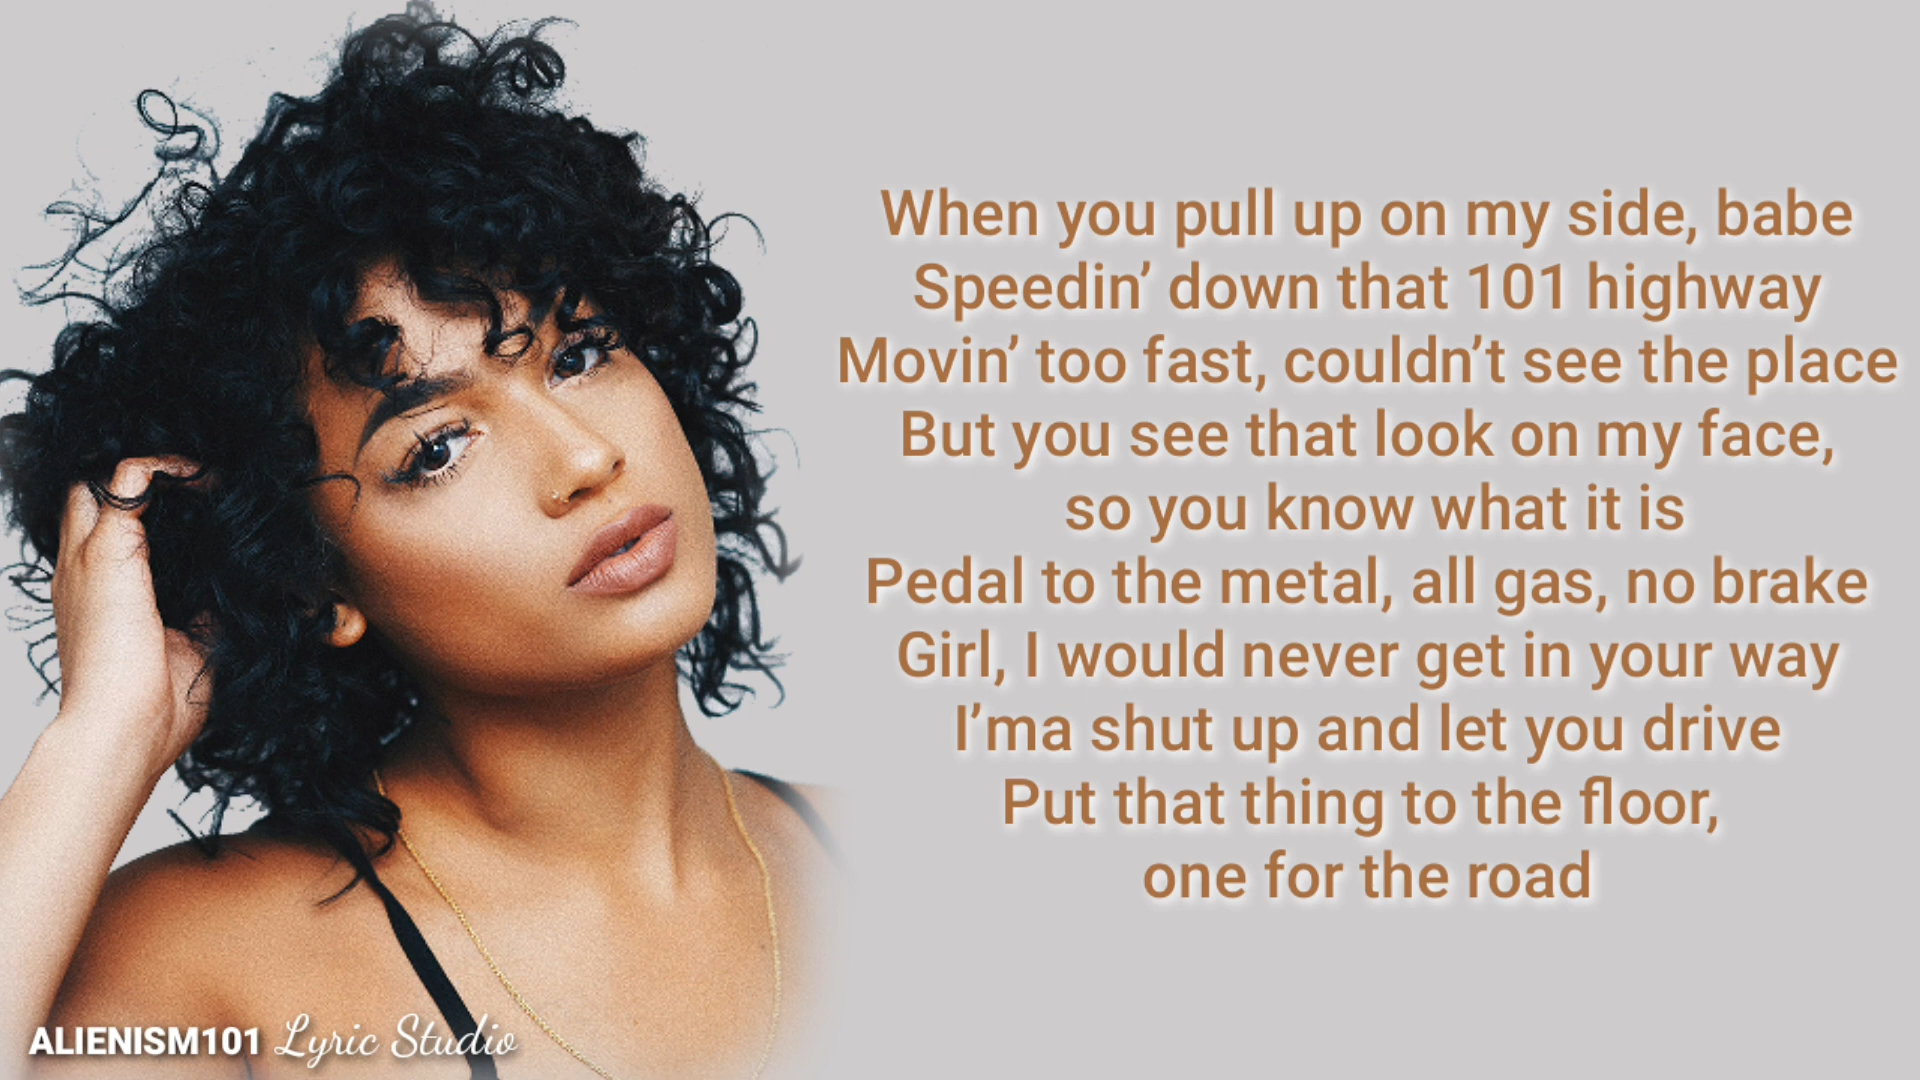 When you pull up on my side, babe
Speedin’ down that 101 highway
Movin’ too fast, couldn’t see the place
But you see that look on my face,
so you know what it is
Pedal to the metal, all gas, no brake
Girl, I would never get in your way
I’ma shut up and let you drive
Put that thing to the floor,
one for the road
ALIENISM101 Lyric Studio